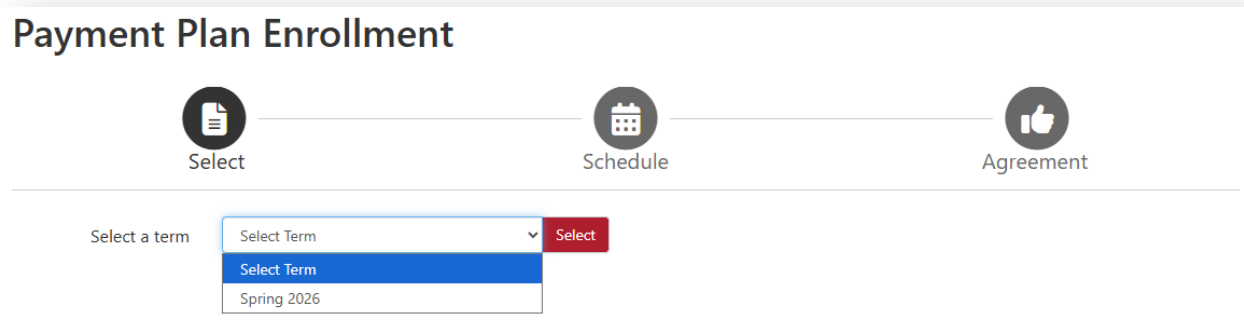 Payment Plan Enrollment
Select
Schedule
Agreement
Select a term
Select Term
Select
Select Term
Spring 2026